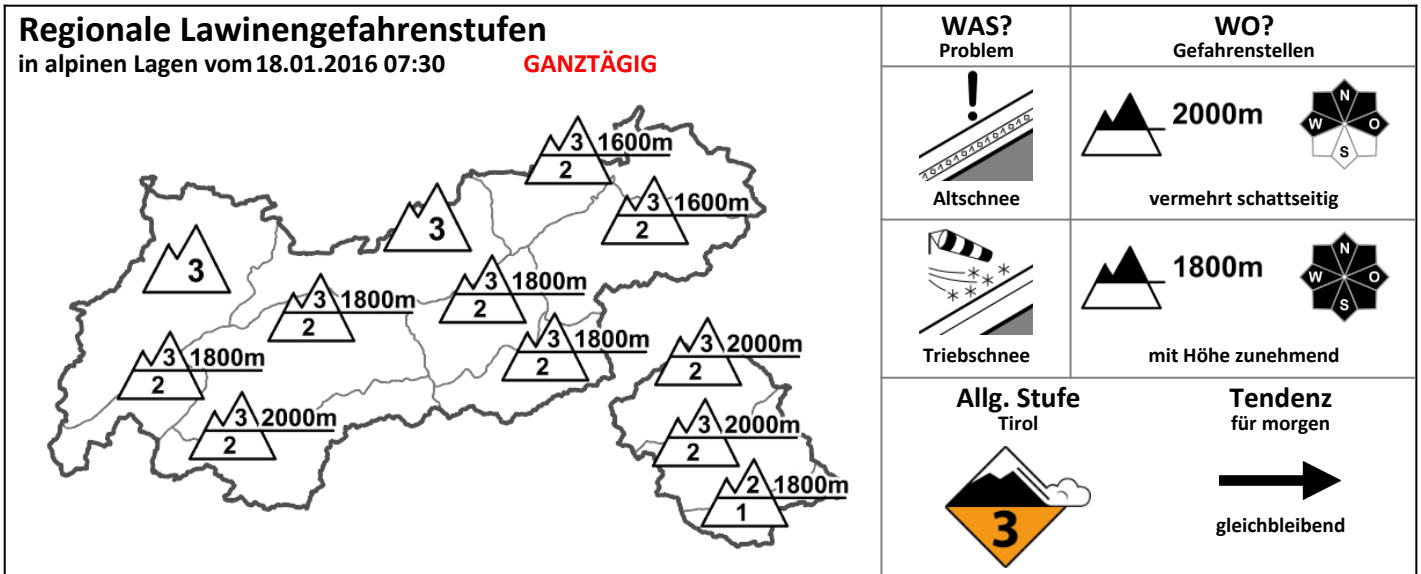 Regionale Lawinengefahrenstufen
in alpinen Lagen vom 18.01.2016 07:30 GANZTÄGIG
3 1600m
2
3 1600m
2
3
3
3 1800m
2
3 1800m
2
3 1800m
2
3 1800m
2
3 2000m
2
3 2000m
2
3 2000m
2
2 1800m
1
WAS?
Problem
WO?
Gefahrenstellen
Altschnee
2000m
N
W O
S
vermehrt schattseitig
Triebschnee
1800m
N
W O
S
mit Höhe zunehmend
Allg. Stufe
Tirol
3
Tendenz
für morgen
gleichbleibend